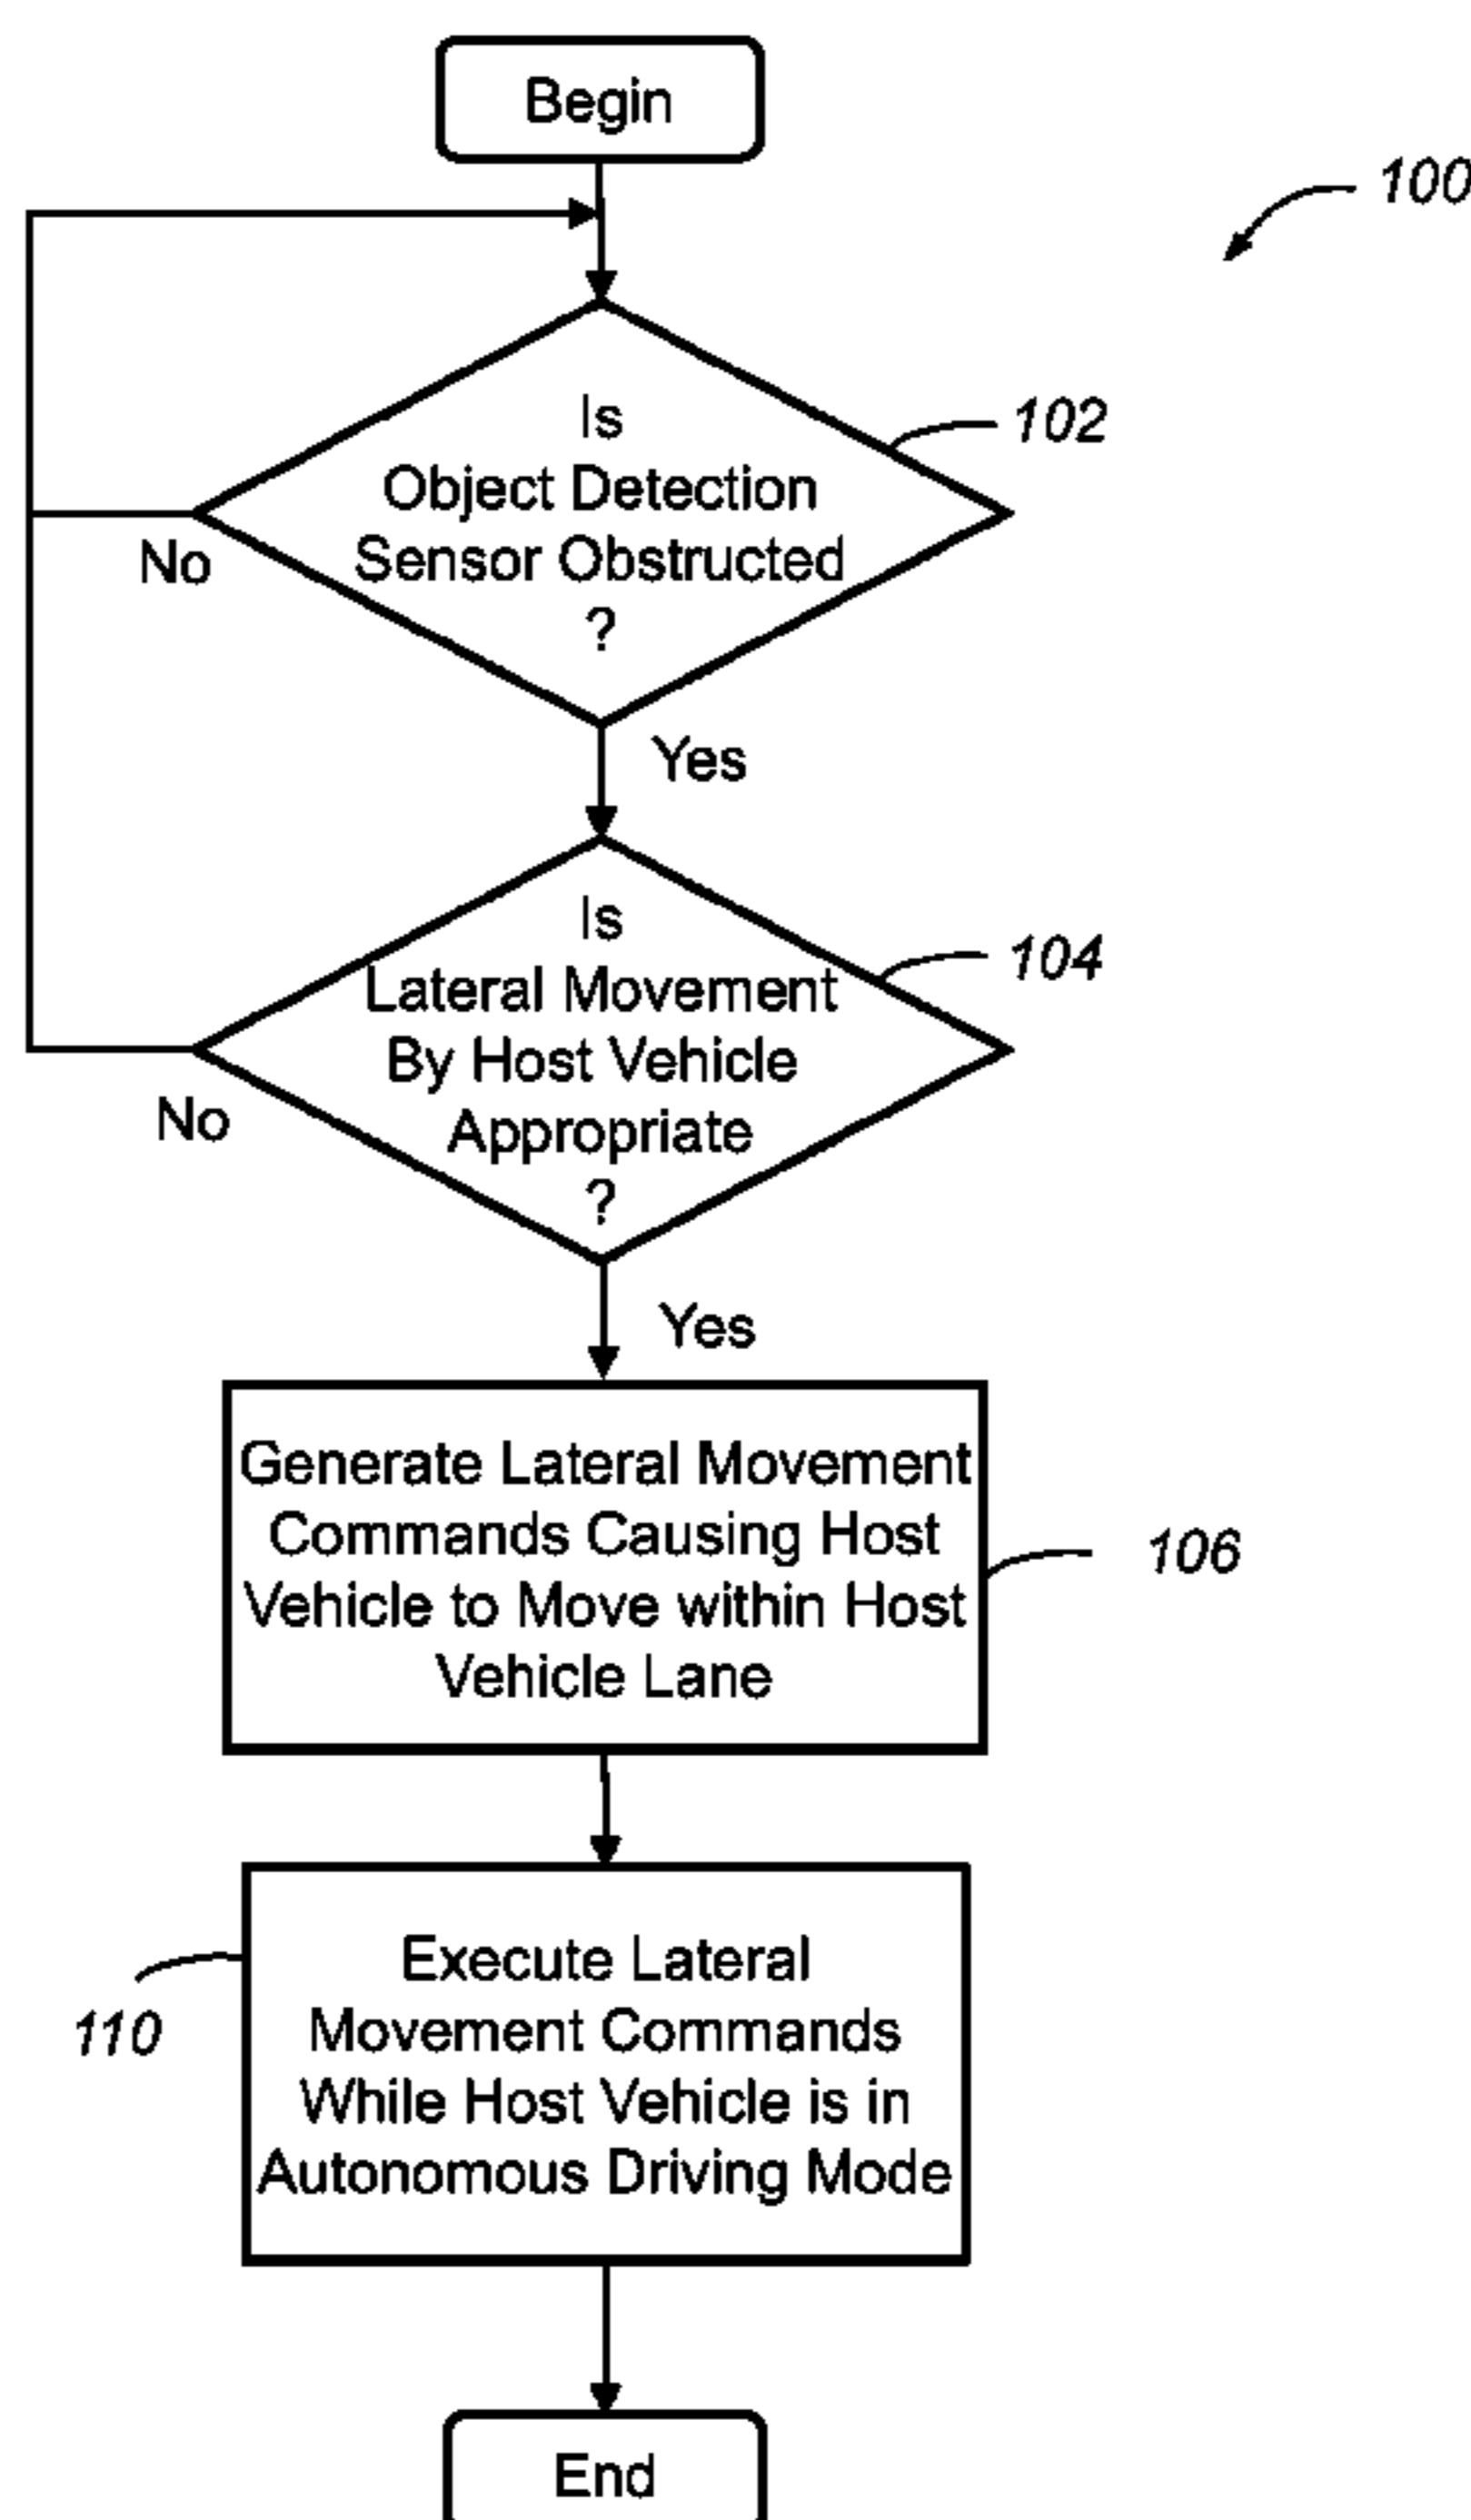 Begin
100
Is
Object Detection
Sensor Obstructed
?
102
No
Yes
Is
Lateral Movement
By Host Vehicle
Appropriate
?
104
No
Yes
Generate Lateral Movement
Commands Causing Host
Vehicle to Move within Host
Vehicle Lane
106
Execute Lateral
Movement Commands
While Host Vehicle is in
Autonomous Driving Mode
110
End